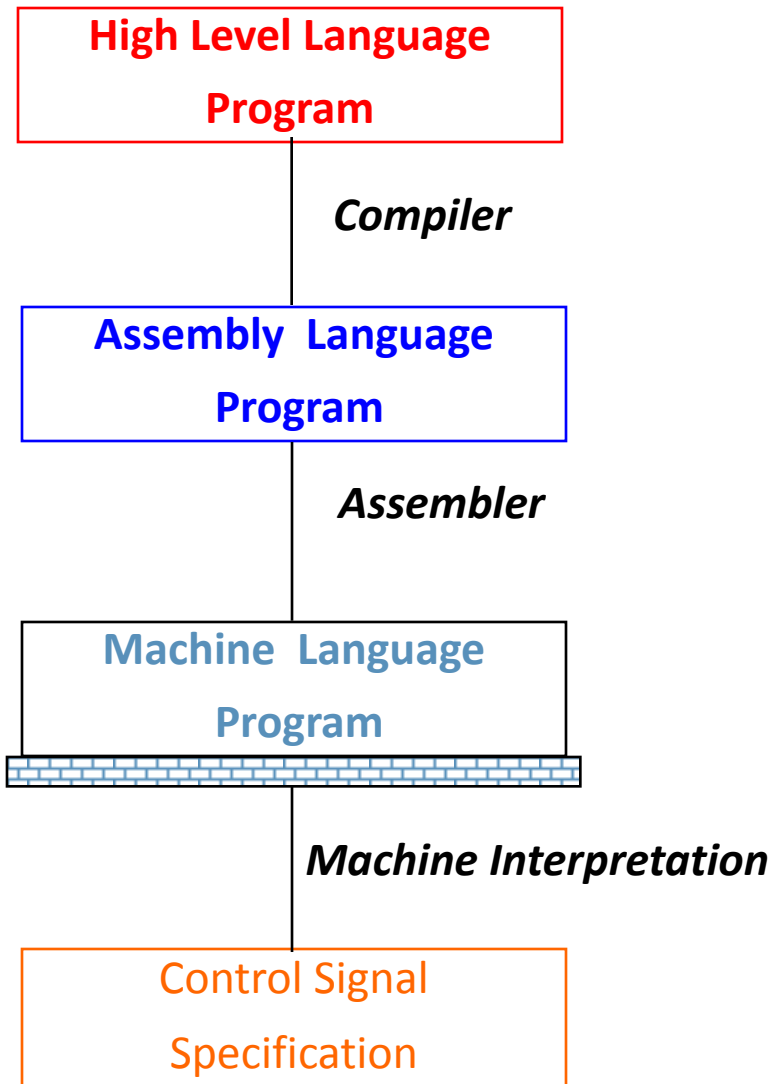 High Level Language
Program
Compiler
Assembly Language
Program
Assembler
Machine Language
Program
Machine Interpretation
Control Signal
Specification